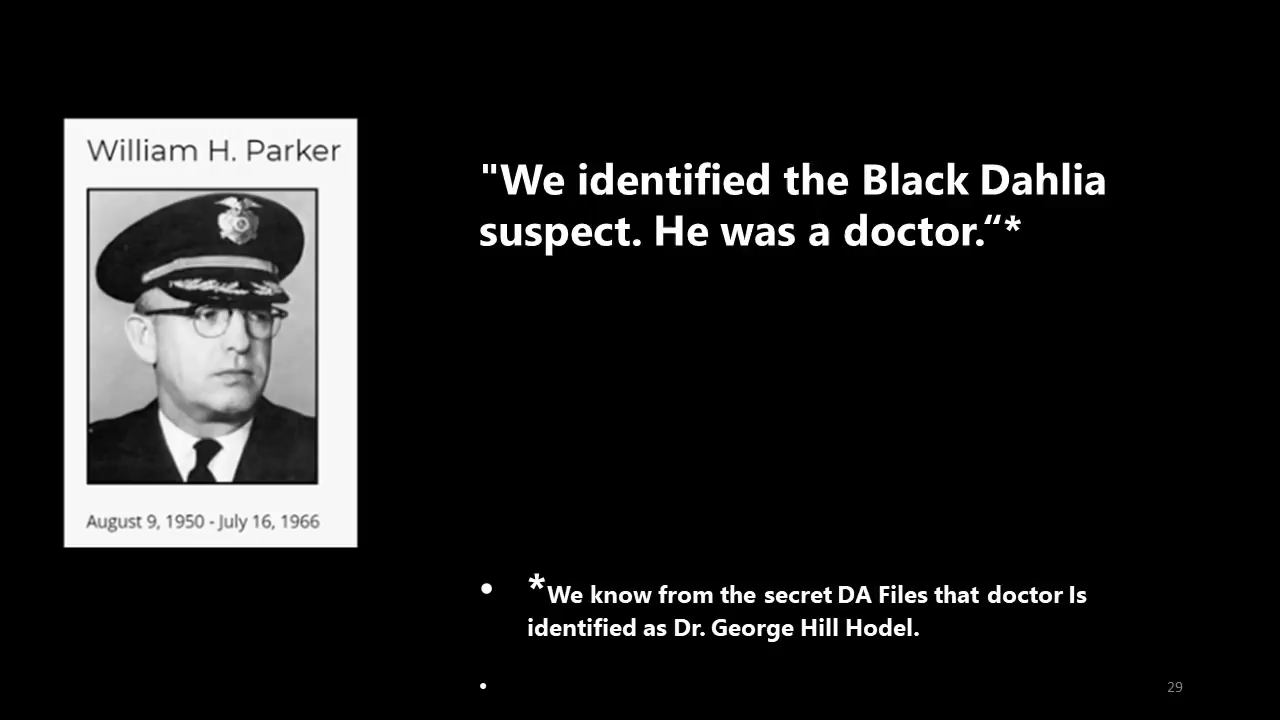 William H. Parker
August 9, 1950 - July 16, 1966
"We identified the Black Dahlia
suspect. He was a doctor.“*
• *We know from the secret DA Files that doctor Is
identified as Dr. George Hill Hodel.
•
29